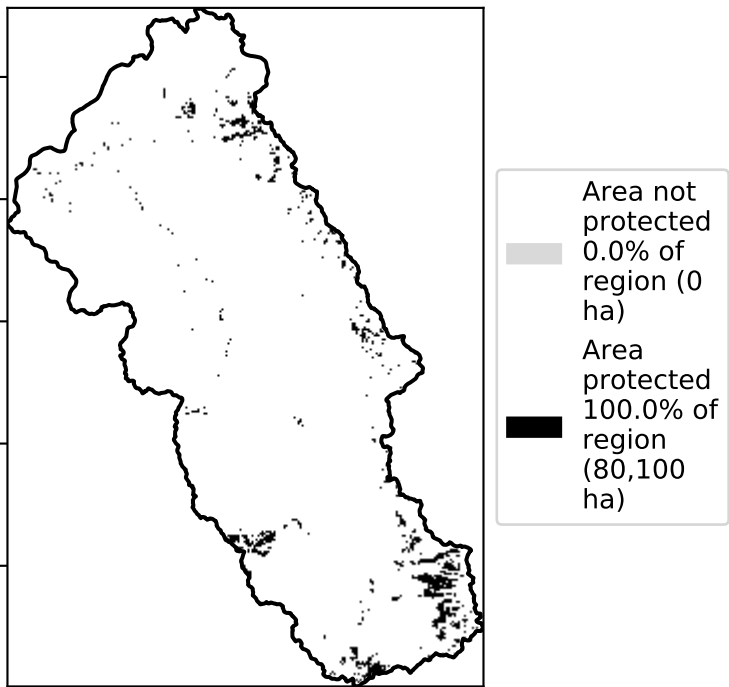 Area not
protected
0.0% of
region (0
ha)
Area
protected
100.0% of
region
(80,100
ha)